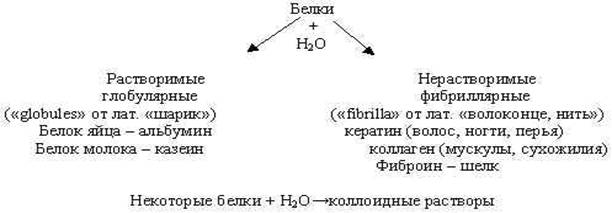 Белки
+
H₂O
Растворимые
глобулярные
(«globules» от лат. «шарик»)
Белок яйца – альбумин
Белок молока – казеин
Нерастворимые
фибриллярные
(«fibrilla» от лат. «волоконце, нить»)
кератин (волос, ногти, перья)
коллаген (мускулы, сухожилия)
Фиброин – шелк
Некоторые белки + H₂O→коллоидные растворы